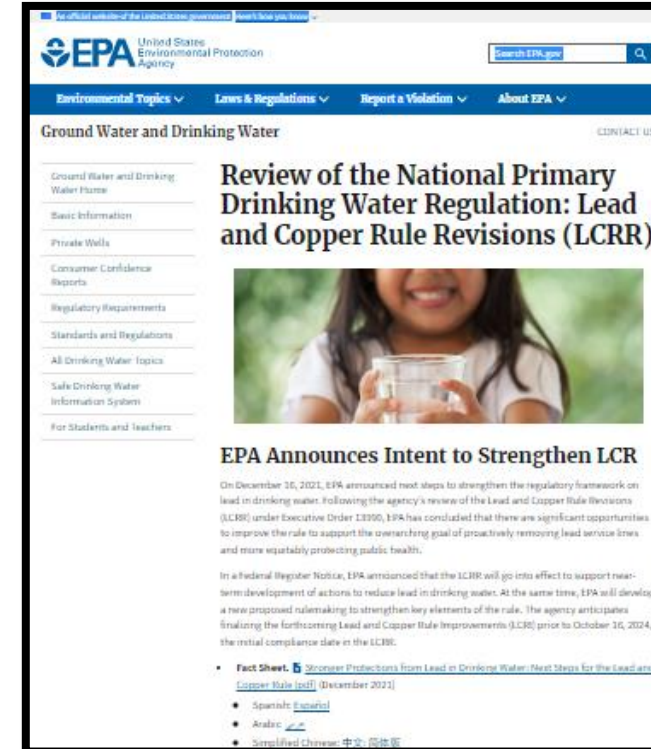 An official website of the United States government Here's how you know
EPA United States
Environmental Protection
Agency
Search EPA.gov
Environmental Topics Laws & Regulations Report a Violation About EPA
Ground Water and Drinking Water
CONTACT US
Ground Water and Drinking
Water Home
Basic Information
Private Wells
Consumer Confidence
Reports
Regulatory Requirements
Standards and Regulations
All Drinking Water Topics
Safe Drinking Water
Information System
For Students and Teachers
Review of the National Primary
Drinking Water Regulation: Lead
and Copper Rule Revisions (LCRR)
EPA Announces Intent to Strengthen LCR
On December 16, 2021, EPA announced next steps to strengthen the regulatory framework on
lead in drinking water. Following the agency's review of the Lead and Copper Rule Revisions
(LCRR) under Executive Order 13990, EPA has concluded that there are significant opportunities
to improve the rule to support the overarching goal of proactively removing lead service lines
and more equitably protecting public health.
In a Federal Register Notice, EPA announced that the LCRR will go into effect to support near-
term development of actions to reduce lead in drinking water. At the same time, EPA will develop
a new proposed rulemaking to strengthen key elements of the rule. The agency anticipates
finalizing the forthcoming Lead and Copper Rule Improvements (LCRI) prior to October 16, 2024,
the initial compliance date in the LCRR.
• Fact Sheet. Stronger Protections from Lead in Drinking Water: Next Steps for the Lead and
Copper Rule (pdf) (December 2021)
• Spanish: Español
• Arabic:
• Simplified Chinese: 中文: 简体版